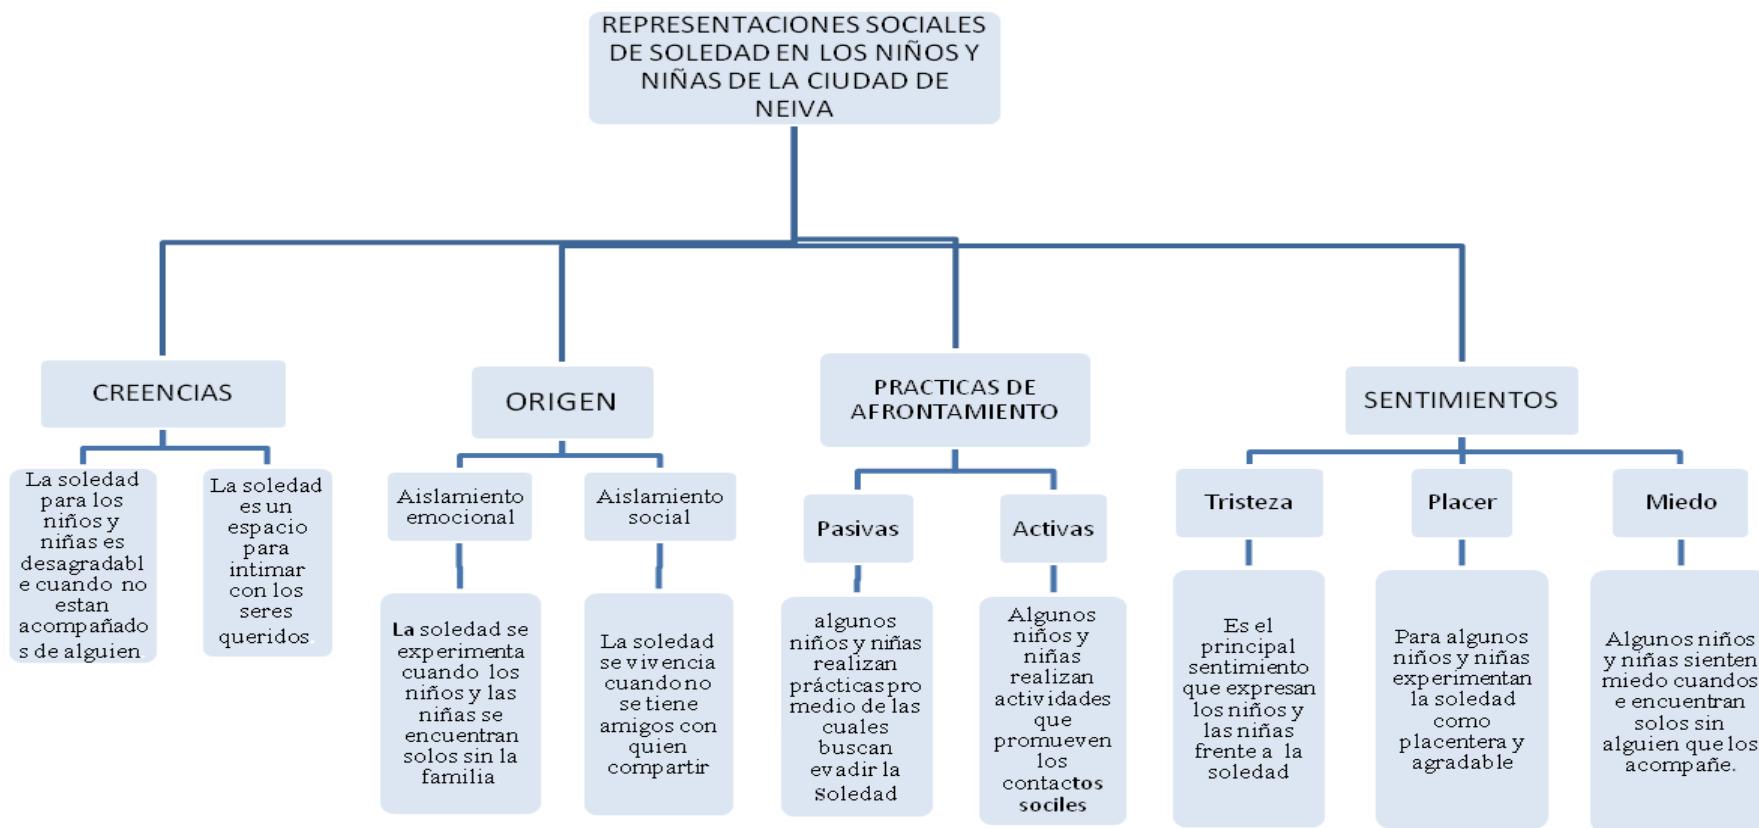 REPRESENTACIONES SOCIALES
DE SOLEDAD EN LOS NIÑOS Y
NIÑAS DE LA CIUDAD DE
NEIVA
CREENCIAS
La soledad
para los
niños y
niñas es
desagradabl
e cuando no
estan
acompañado
s de alguien.
La soledad
es un
espacio
para
intimar
con los
seres
queridos.
ORIGEN
Aislamiento
emocional
La soledad se
experimenta
cuando los
niños y las
niñas se
encuentran
solos sin la
familia
Aislamiento
social
La soledad
se vivencia
cuando no
se tiene
amigos con
quien
compartir
PRACTICAS DE
AFRONTAMIENTO
Pasivas
algunos
niños y niñas
realizan
prácticas pro
medio de las
cuales
buscan
evadir la
Soledad
Activas
Algunos
niños y
niñas
realizan
actividades
que
promueven
los
contactos
sociles
SENTIMIENTOS
Tristeza
Es el
principal
sentimiento
que expresan
los niños y
las niñas
frente a la
soledad
Placer
Para algunos
niños y niñas
experimentan
la soledad
como
placentera y
agradable
Miedo
Algunos niños
y niñas sienten
miedo cuando s
e encuentran
solos sin
alguien que los
acompañe.